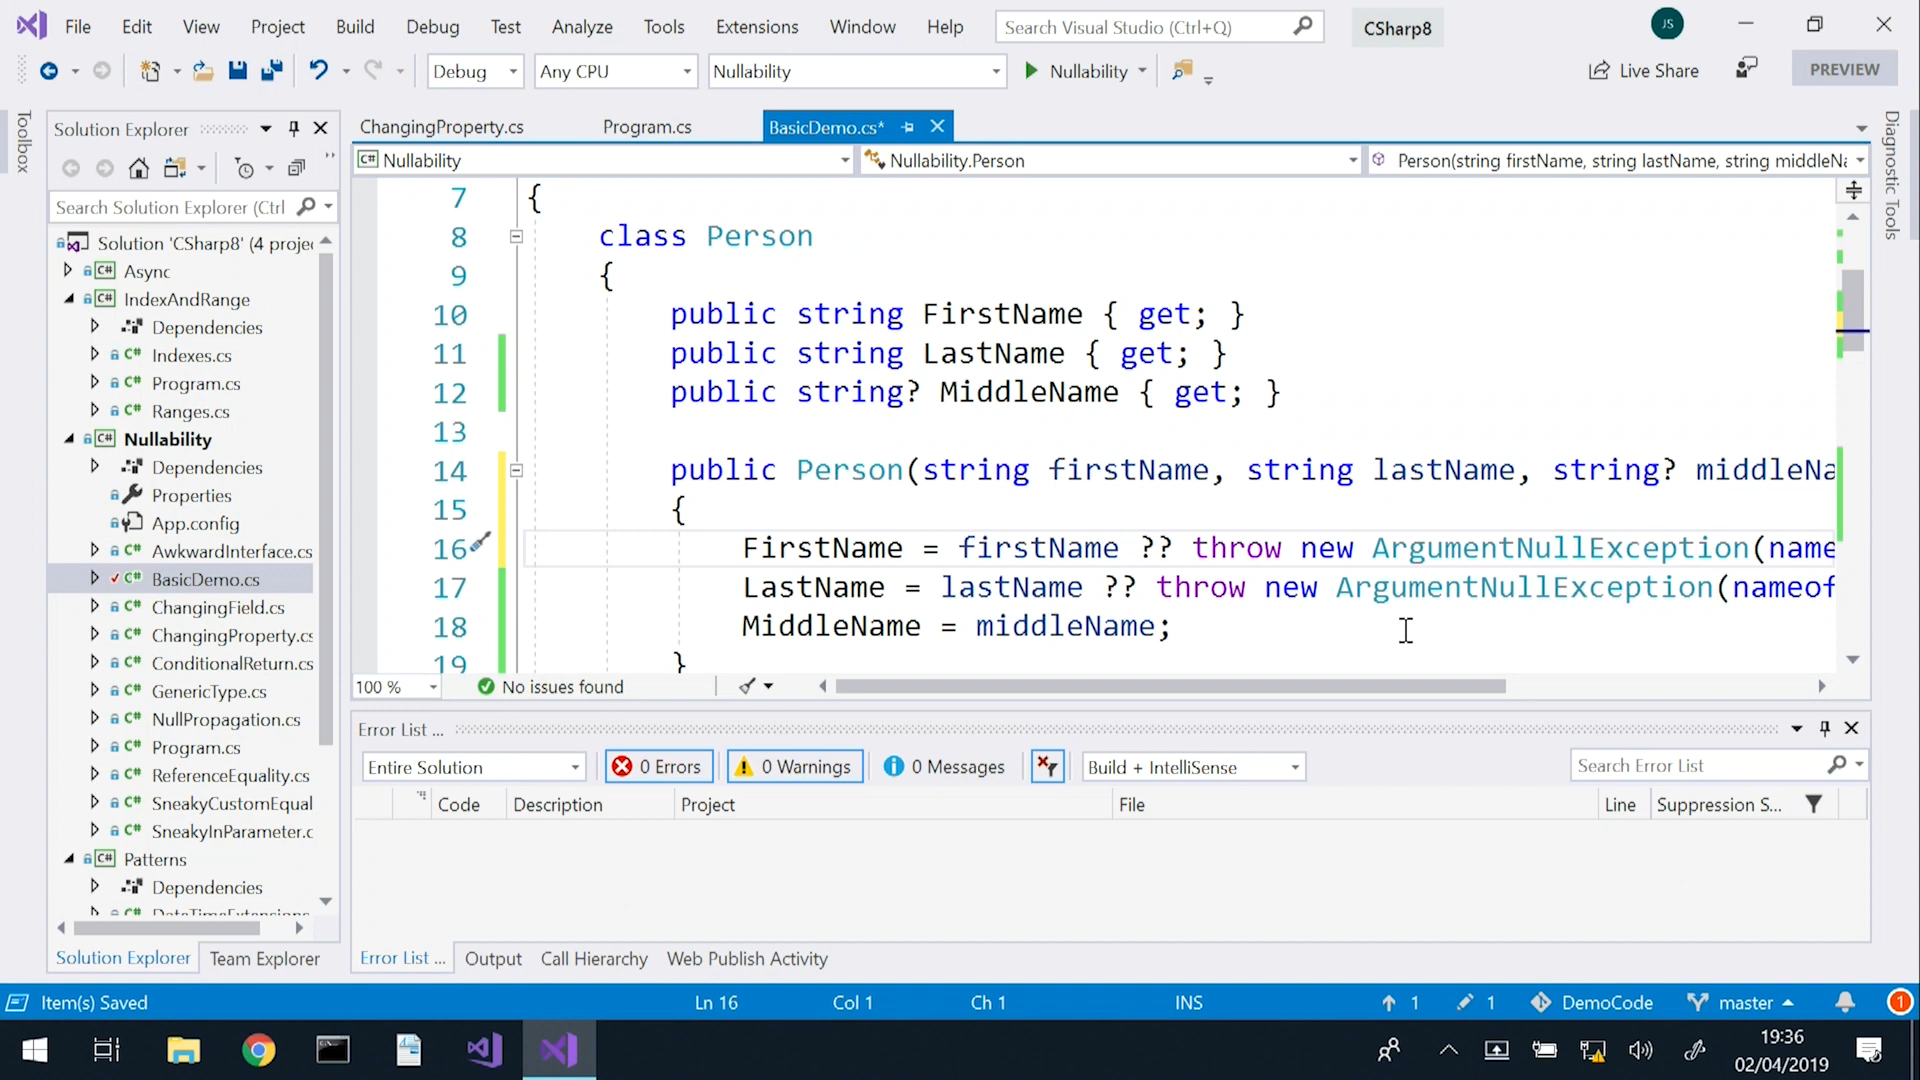 File Edit View Project Build Debug Test Analyze Tools Extensions Window Help Search Visual Studio (Ctrl+Q) CSharp8 JS
Debug Any CPU Nullability Nullability Live Share PREVIEW
Toolbox
Solution Explorer
Search Solution Explorer (Ctrl
Solution 'CSharp8' (4 proje
C# Async
C# IndexAndRange
Dependencies
C# Indexes.cs
C# Program.cs
C# Ranges.cs
C# Nullability
Dependencies
Properties
App.config
C# AwkwardInterface.cs
C# BasicDemo.cs
C# ChangingField.cs
C# ChangingProperty.cs
C# ConditionalReturn.cs
C# GenericType.cs
C# NullPropagation.cs
C# Program.cs
C# ReferenceEquality.cs
C# SneakyCustomEqual
C# SneakyInParameter.c
C# Patterns
Dependencies
C# DateTimeExtensions
Solution Explorer Team Explorer
ChangingProperty.cs Program.cs BasicDemo.cs*
C# Nullability Nullability.Person Person(string firstName, string lastName, string middleNa
7 {
8 class Person
9 {
10 public string FirstName { get; }
11 public string LastName { get; }
12 public string? MiddleName { get; }
13
14 public Person(string firstName, string lastName, string? middleNa
15 {
16 FirstName = firstName ?? throw new ArgumentNullException(name
17 LastName = lastName ?? throw new ArgumentNullException(nameof
18 MiddleName = middleName;
19 }
100 % No issues found
Diagnostic Tools
Error List ...
Entire Solution 0 Errors 0 Warnings 0 Messages Build + IntelliSense Search Error List
Code Description Project File Line Suppression S...
Error List ... Output Call Hierarchy Web Publish Activity
Item(s) Saved Ln 16 Col 1 Ch 1 INS 1 1 DemoCode master 1
19:36
02/04/2019